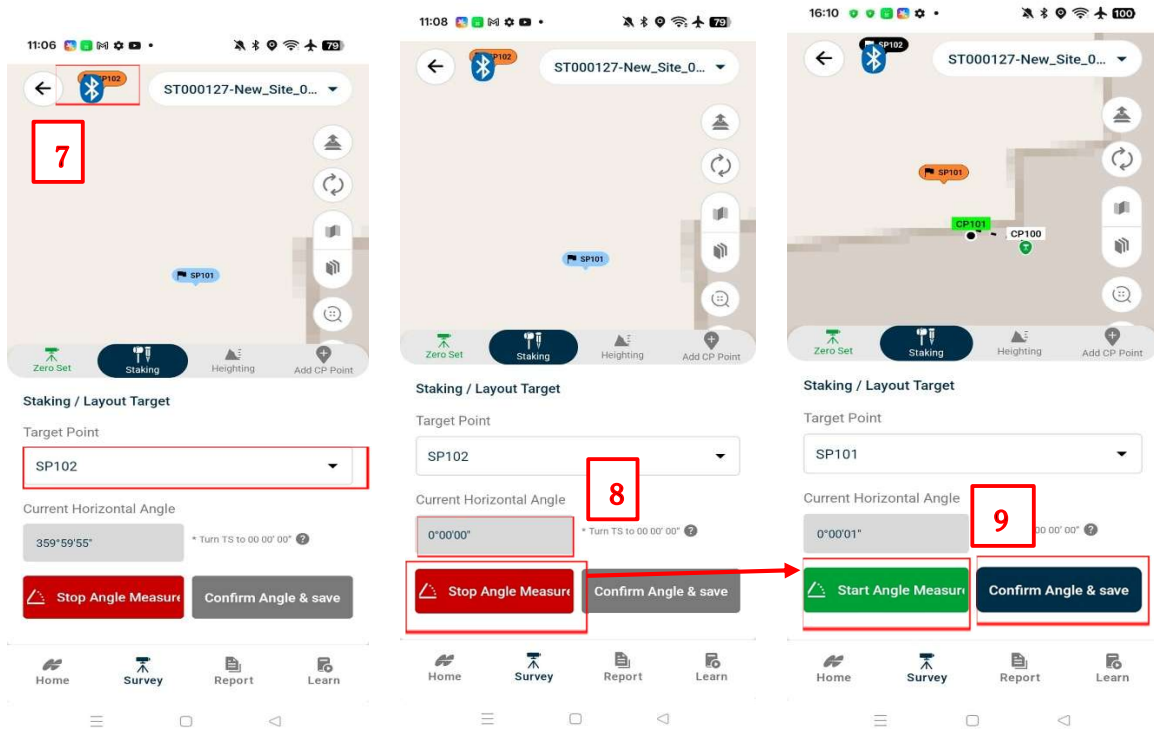 11:06
79
SP102
ST000127-New_Site_0...
7
SP101
Zero Set
Staking
Heighting
Add CP Point
Staking / Layout Target
Target Point
SP102
Current Horizontal Angle
359°59'55"
* Turn TS to 00 00' 00"
Stop Angle Measure
Confirm Angle & save
Home
Survey
Report
Learn
11:08
79
P102
ST000127-New_Site_0...
SP101
Zero Set
Staking
Heighting
Add CP Point
Staking / Layout Target
Target Point
SP102
8
Current Horizontal Angle
0°00'00"
* Turn TS to 00 00' 00"
Stop Angle Measure
Confirm Angle & save
Home
Survey
Report
Learn
16:10
100
SP102
ST000127-New_Site_0...
SP101
CP101
CP100
Zero Set
Staking
Heighting
Add CP Point
Staking / Layout Target
Target Point
SP101
Current Horizontal Angle
9
0°00'01"
00 00' 00"
Start Angle Measure
Confirm Angle & save
Home
Survey
Report
Learn